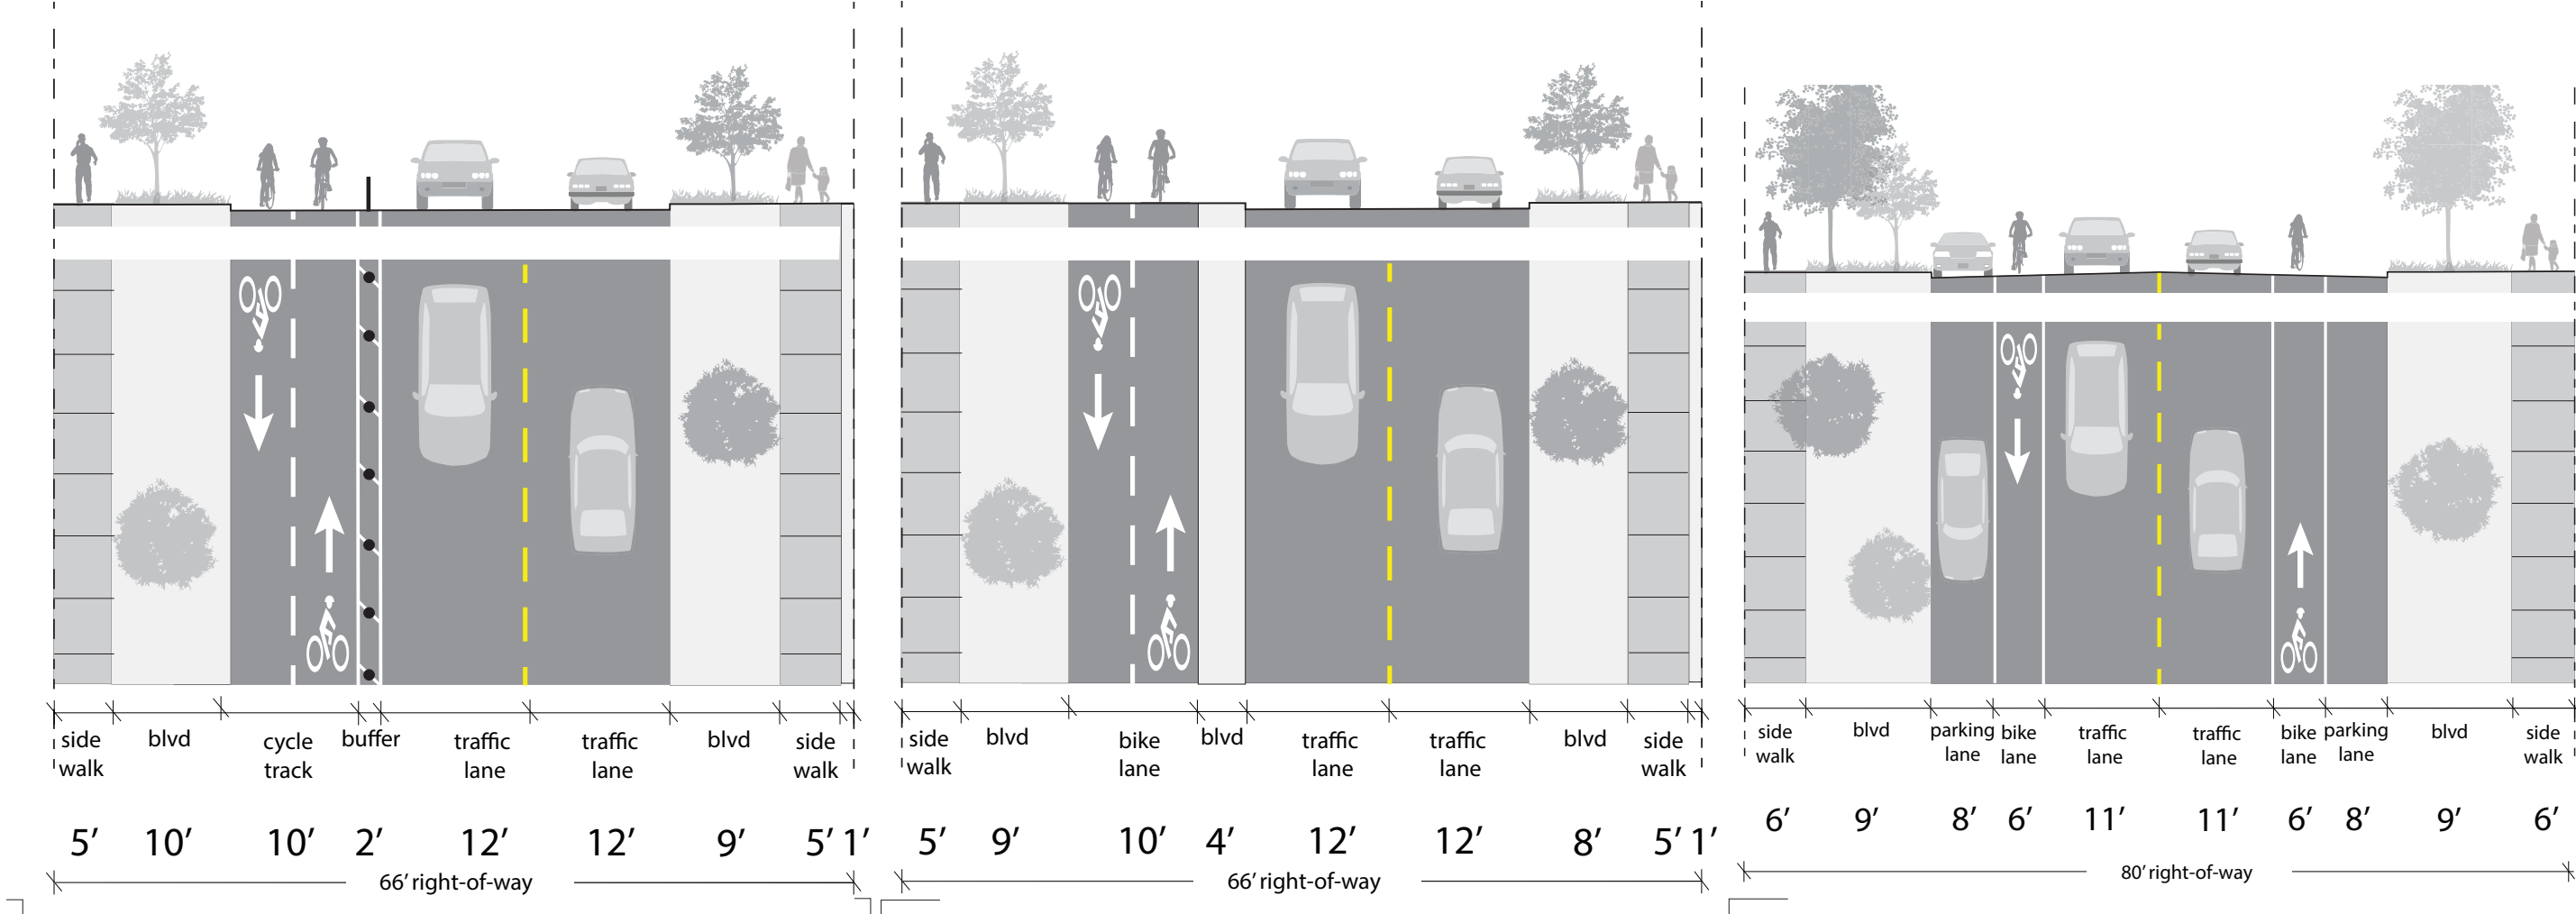 side walk
blvd
cycle track
buffer
traffic lane
traffic lane
blvd
side walk
5’ 10’ 10’ 2’ 12’ 12’ 9’ 5’ 1’
66’ right-of-way
side walk
blvd
bike lane
blvd
traffic lane
traffic lane
blvd
side walk
5’ 9’ 10’ 4’ 12’ 12’ 8’ 5’ 1’
66’ right-of-way
side walk
blvd
parking lane
bike lane
traffic lane
traffic lane
bike lane
parking lane
blvd
side walk
6’ 9’ 8’ 6’ 11’ 11’ 6’ 8’ 9’ 6’
80’ right-of-way